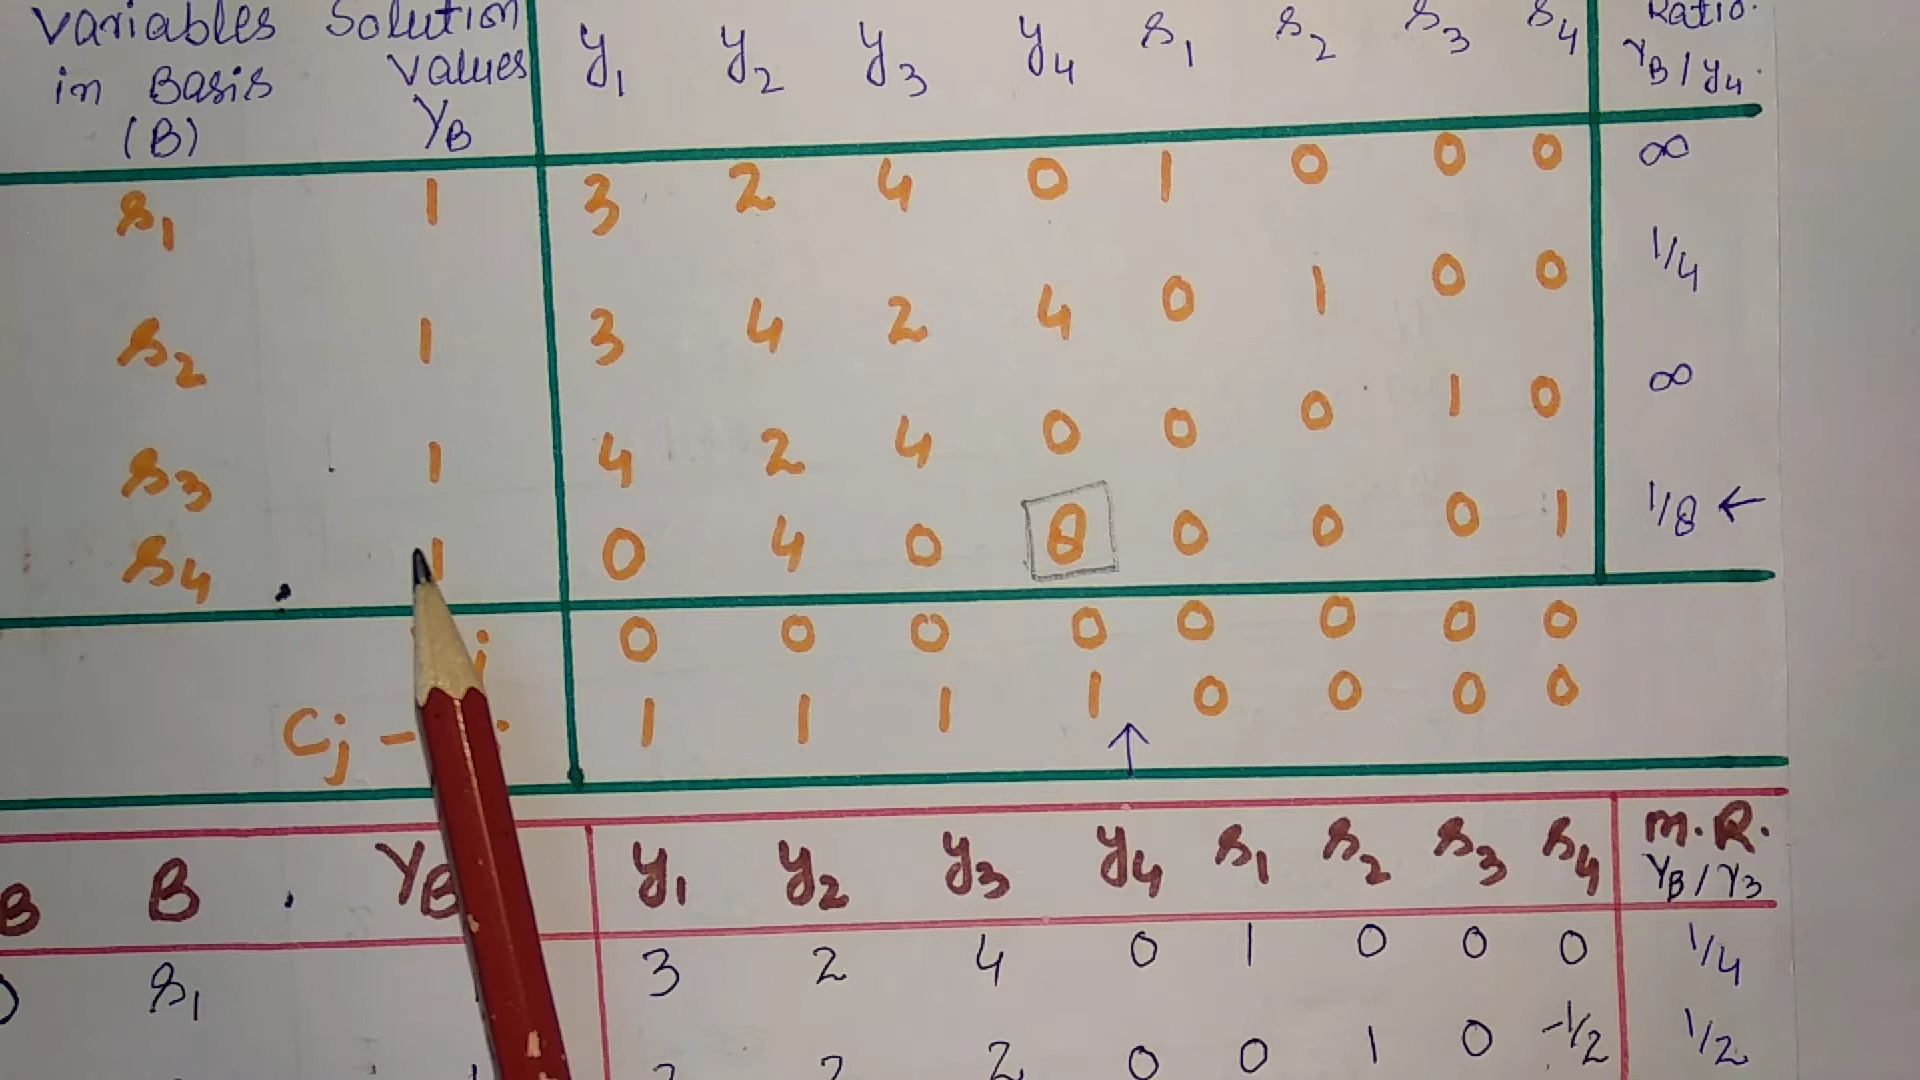 Variables Solution y1 y2 y3 y4 s1 s2 s3 s4 Ratio.
in Basis values YB / y4
(B) YB
s1 1 3 2 4 0 1 0 0 0 ∞
s2 1 3 4 2 4 0 1 0 0 1/4
s3 1 4 2 4 0 0 0 1 0 ∞
s4 1 0 4 0 8 0 0 0 1 1/8 ←
0 0 0 0 0 0 0 0
Cj - 1 1 1 1 0 0 0 0
↑
B B YB y1 y2 y3 y4 s1 s2 s3 s4 M.R.
YB / Y3
s1 3 2 4 0 1 0 0 0 1/4
2 0 0 1 0 -1/2 1/2